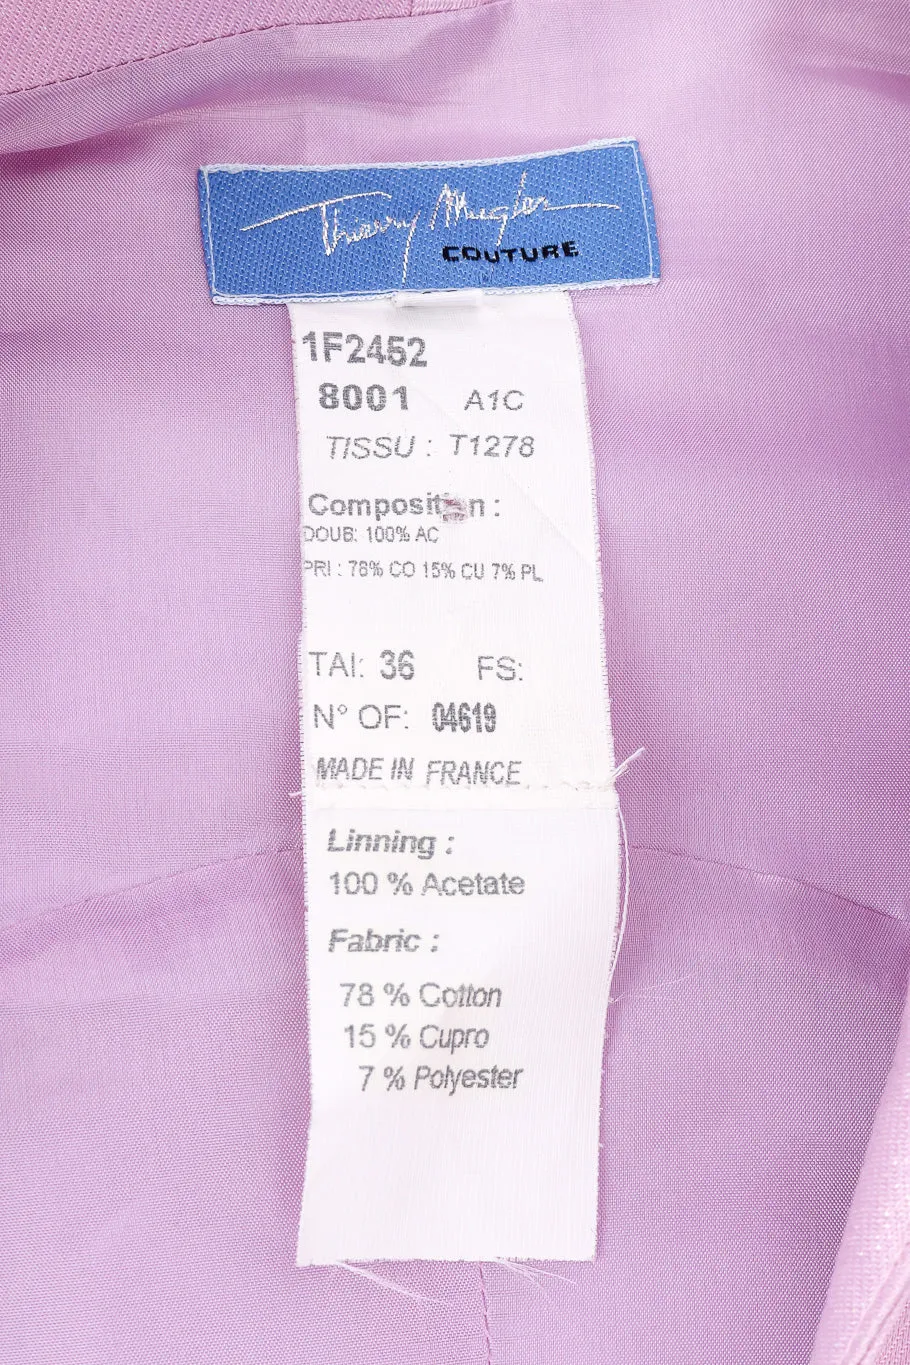 Thierry Mugler
COUTURE
1F2452
8001 A1C
TISSU : T1278
Composition :
DOUB: 100% AC
PRI : 78% CO 15% CU 7% PL
TAI: 36 FS:
N° OF: 04619
MADE IN FRANCE
Linning :
100 % Acetate
Fabric :
78 % Cotton
15 % Cupro
7 % Polyester